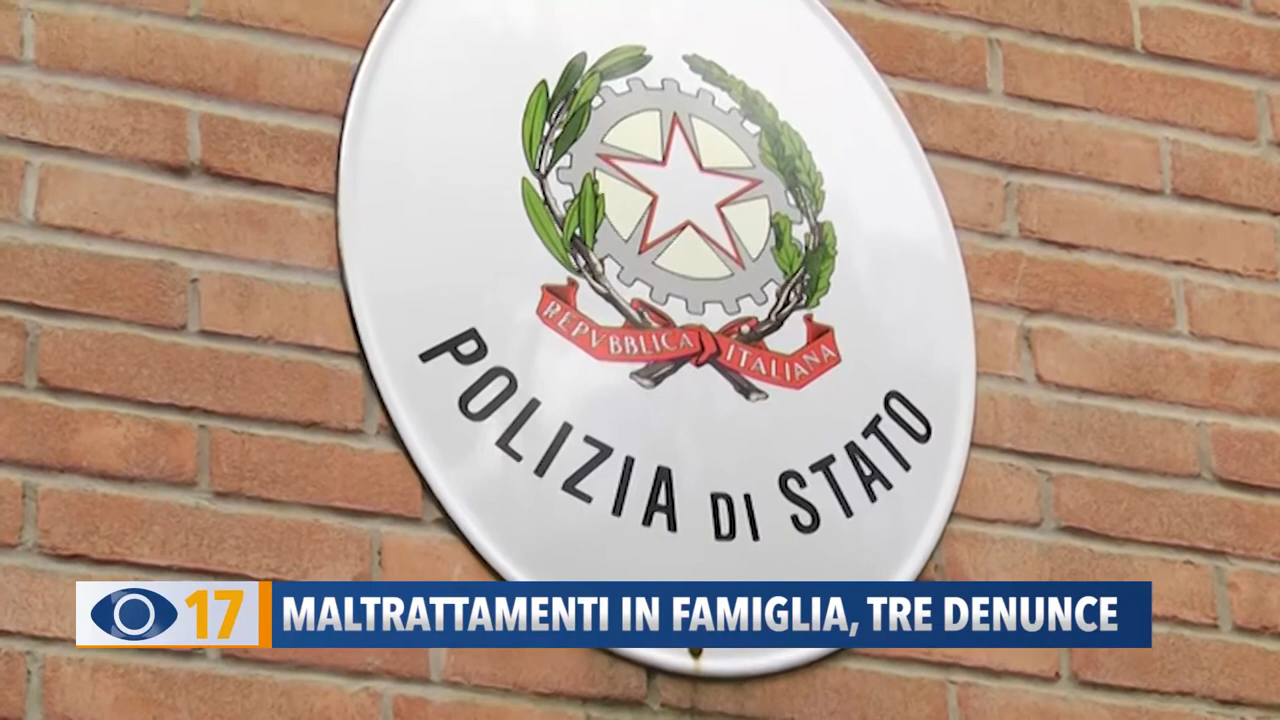 REPVBBLICA ITALIANA
POLIZIA DI STATO
17
MALTRATTAMENTI IN FAMIGLIA, TRE DENUNCE